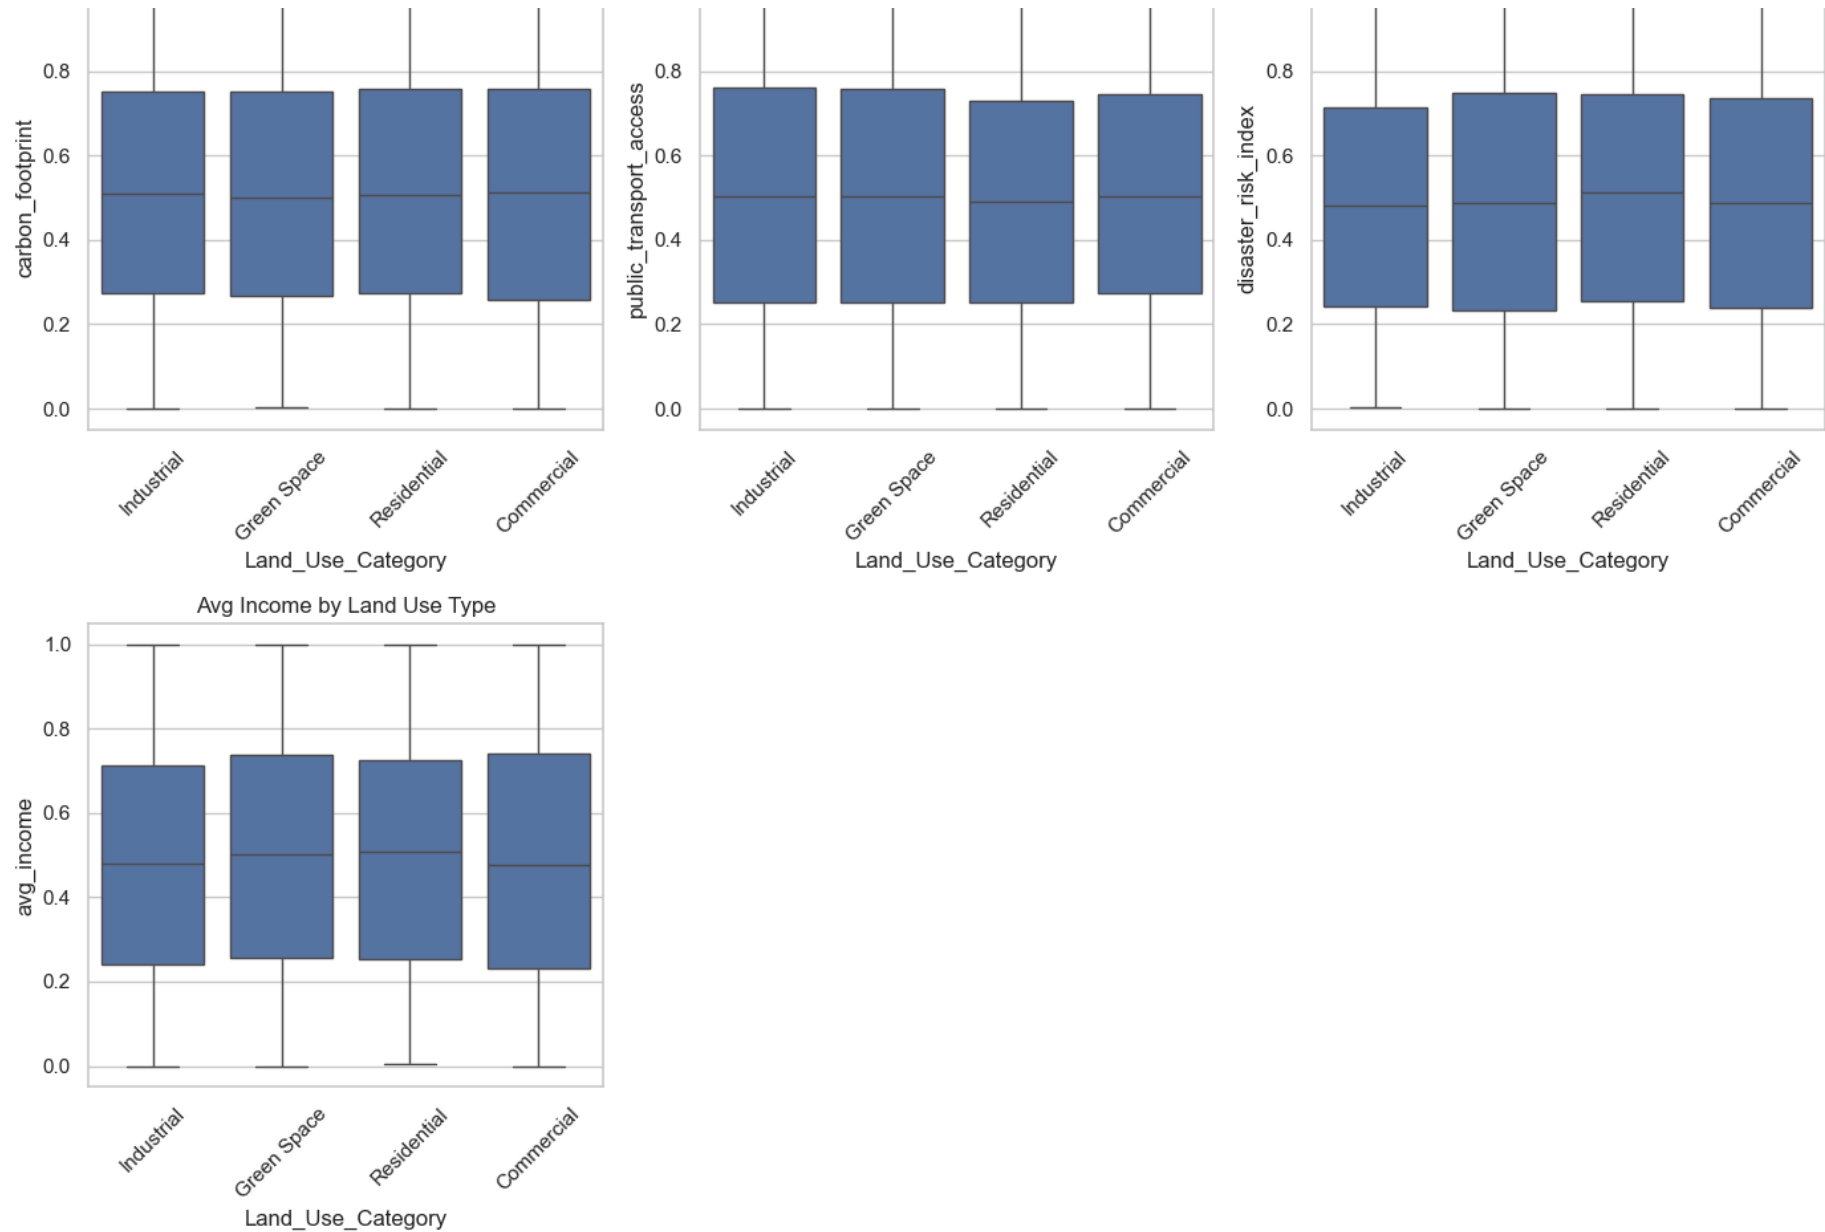 carbon_footprint
0.8
0.6
0.4
0.2
0.0
Industrial
Green Space
Residential
Commercial
Land_Use_Category
public_transport_access
0.8
0.6
0.4
0.2
0.0
Industrial
Green Space
Residential
Commercial
Land_Use_Category
disaster_risk_index
0.8
0.6
0.4
0.2
0.0
Industrial
Green Space
Residential
Commercial
Land_Use_Category
Avg Income by Land Use Type
avg_income
1.0
0.8
0.6
0.4
0.2
0.0
Industrial
Green Space
Residential
Commercial
Land_Use_Category